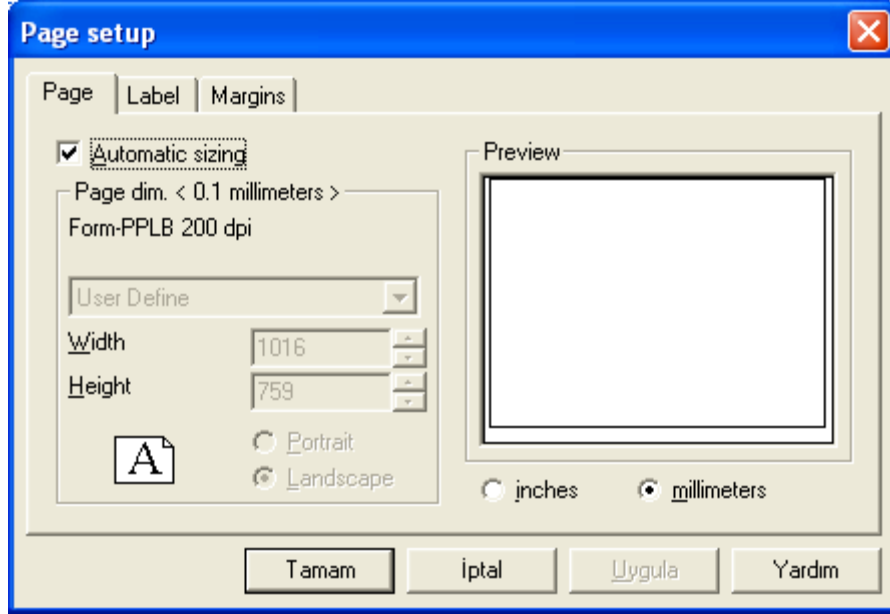 Page setup
Page Label Margins
Automatic sizing
Page dim. < 0.1 millimeters >
Form-PPLB 200 dpi
User Define
Width 1016
Height 759
A
Portrait
Landscape
Preview
inches millimeters
Tamam İptal Uygula Yardım